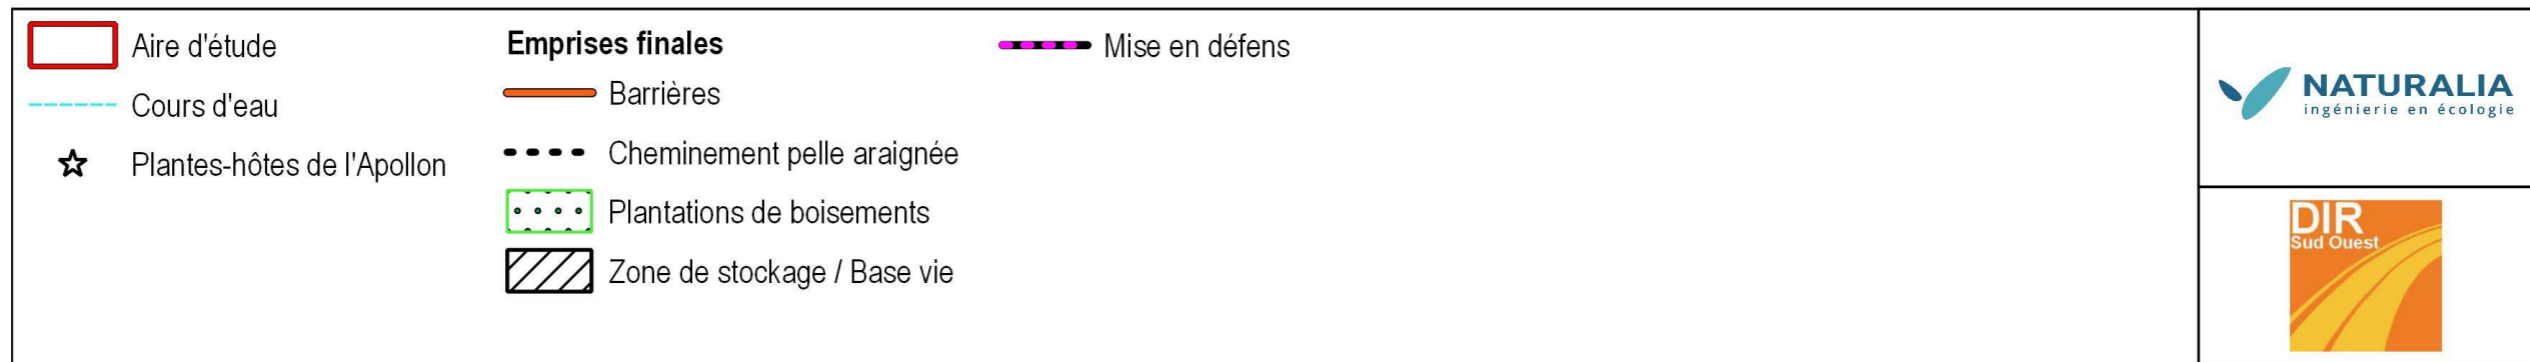 Aire d'étude
Cours d'eau
Plantes-hôtes de l'Apollon
Emprises finales
Barrières
Cheminement pelle araignée
Plantations de boisements
Zone de stockage / Base vie
Mise en défens
NATURALIA
ingénierie en écologie
DIR
Sud Ouest